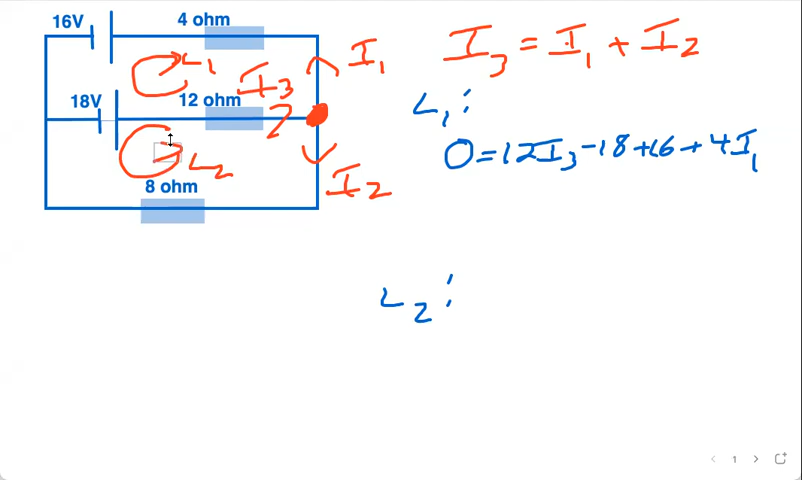 16V
4 ohm
I₁
I₃ = I₁ + I₂
L₁
I₃
18V
12 ohm
L₁:
0 = 12I₃ - 18 + 16 + 4I₁
L₂
I₂
8 ohm
L₂:
1